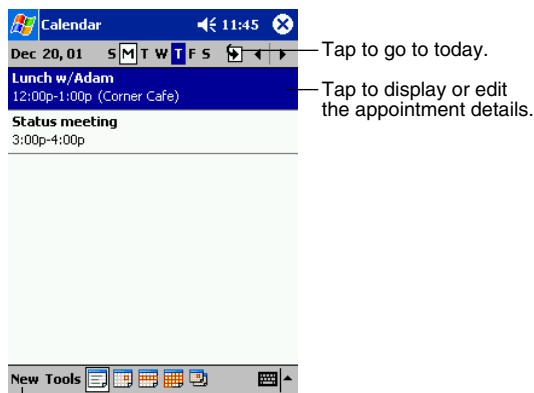 Calendar 11:45
Dec 20, 01 S M T W T F S
Tap to go to today.
Lunch w/Adam
12:00p-1:00p (Corner Cafe)
Tap to display or edit
the appointment details.
Status meeting
3:00p-4:00p
New Tools